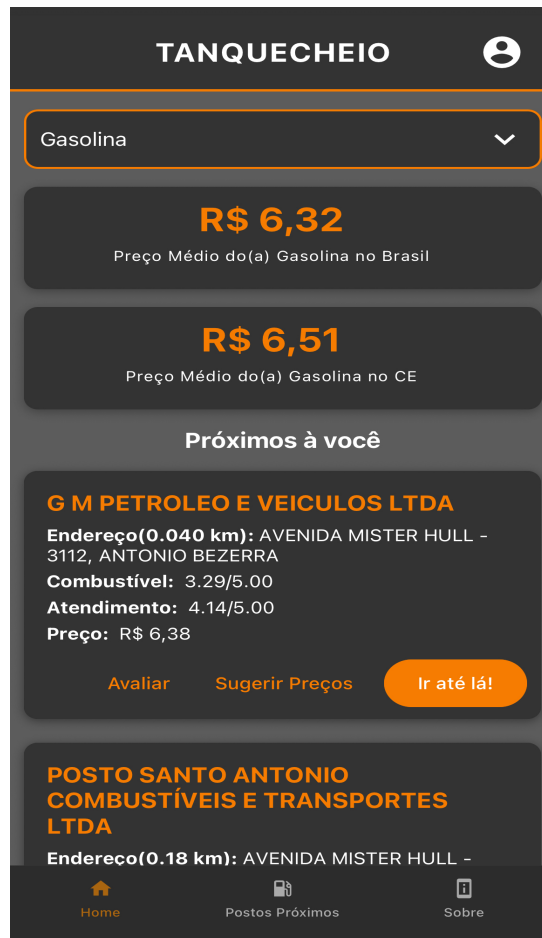 TANQUECHEIO
Gasolina
R$ 6,32
Preço Médio do(a) Gasolina no Brasil
R$ 6,51
Preço Médio do(a) Gasolina no CE
Próximos à você
G M PETROLEO E VEICULOS LTDA
Endereço(0.040 km): AVENIDA MISTER HULL -
3112, ANTONIO BEZERRA
Combustível: 3.29/5.00
Atendimento: 4.14/5.00
Preço: R$ 6,38
Avaliar Sugerir Preços Ir até lá!
POSTO SANTO ANTONIO
COMBUSTÍVEIS E TRANSPORTES
LTDA
Endereço(0.18 km): AVENIDA MISTER HULL -
Home Postos Próximos Sobre